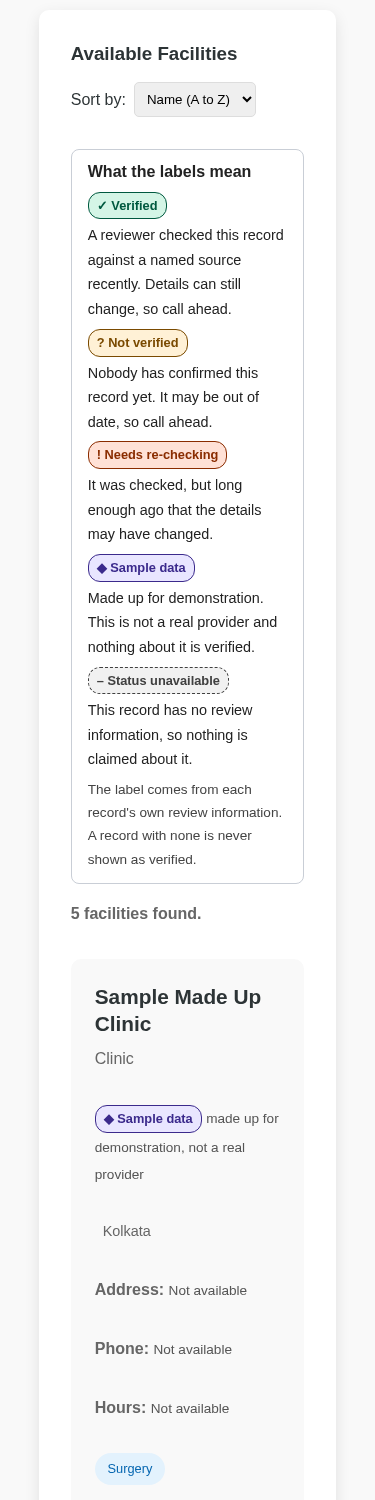 Available Facilities
Sort by: Name (A to Z)
What the labels mean
✓ Verified
A reviewer checked this record
against a named source
recently. Details can still
change, so call ahead.
? Not verified
Nobody has confirmed this
record yet. It may be out of
date, so call ahead.
! Needs re-checking
It was checked, but long
enough ago that the details
may have changed.
◆ Sample data
Made up for demonstration.
This is not a real provider and
nothing about it is verified.
– Status unavailable
This record has no review
information, so nothing is
claimed about it.
The label comes from each
record's own review information.
A record with none is never
shown as verified.
5 facilities found.
Sample Made Up
Clinic
Clinic
◆ Sample data made up for
demonstration, not a real
provider
Kolkata
Address: Not available
Phone: Not available
Hours: Not available
Surgery